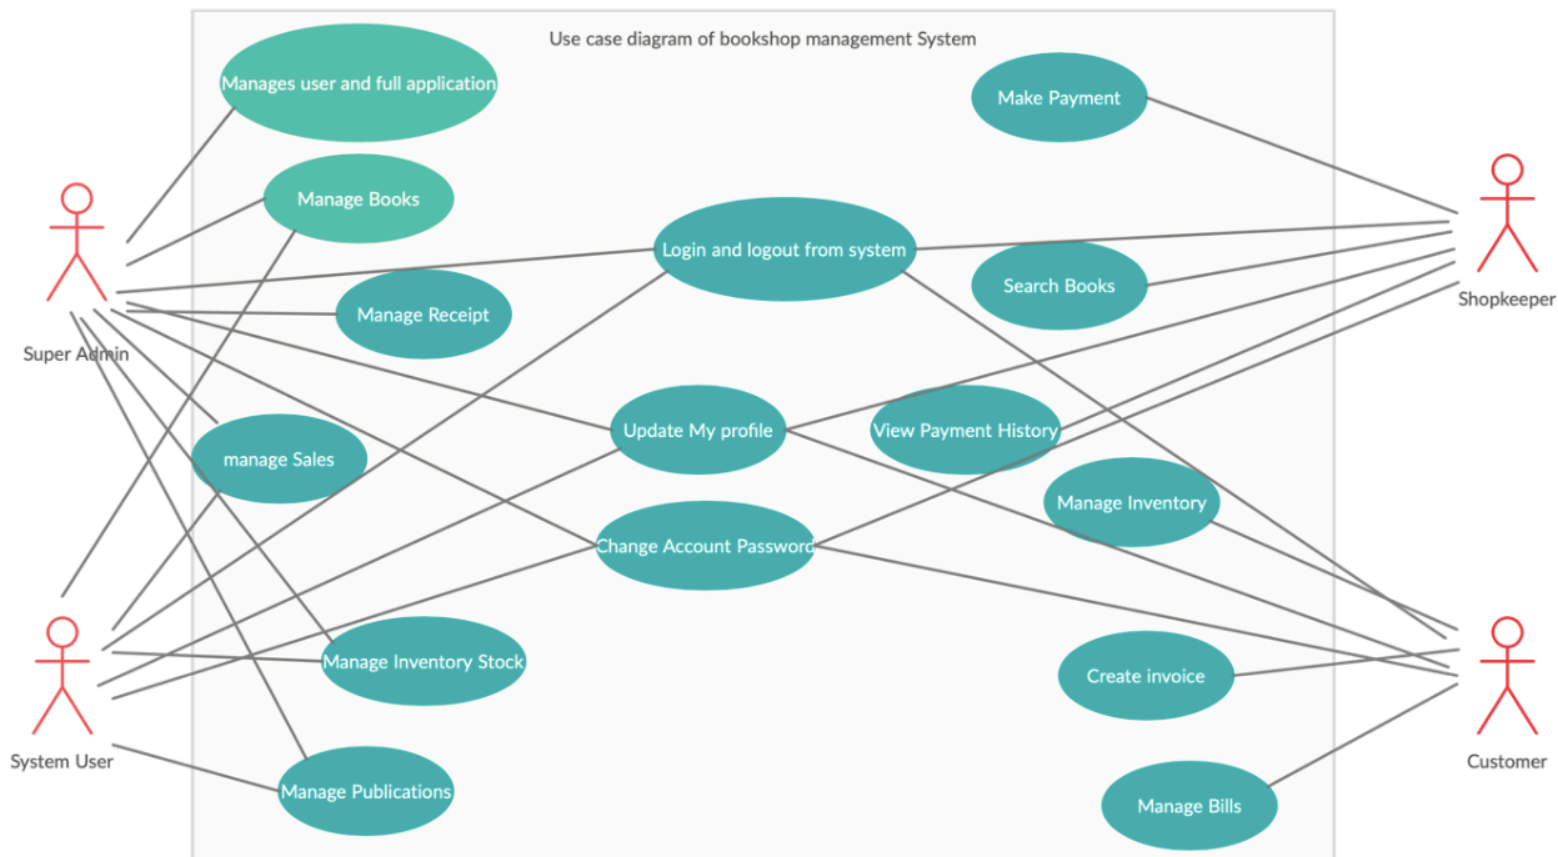 Use case diagram of bookshop management System
Manages user and full application
Make Payment
Manage Books
Login and logout from system
Search Books
Shopkeeper
Manage Receipt
Super Admin
Update My profile
View Payment History
manage Sales
Manage Inventory
Change Account Password
Manage Inventory Stock
Create invoice
System User
Customer
Manage Publications
Manage Bills